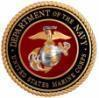 DEPARTMENT OF THE NAVY
UNITED STATES MARINE CORPS